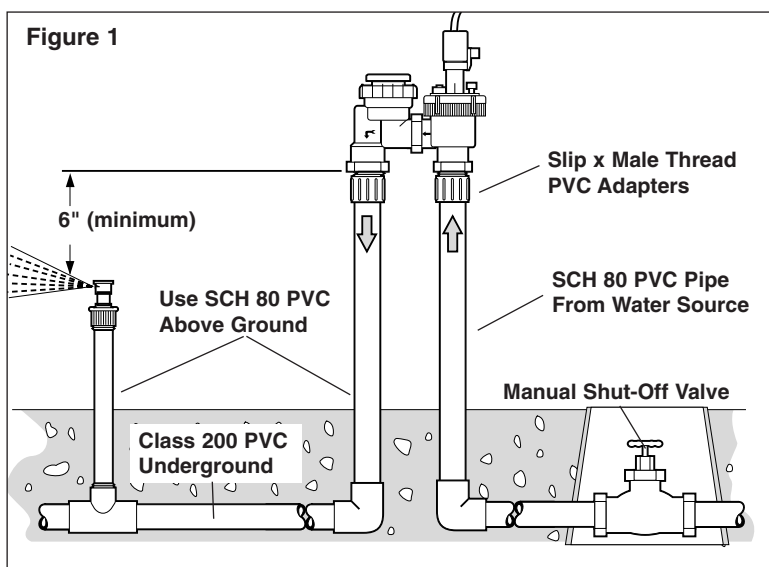 Figure 1
Slip x Male Thread
PVC Adapters
6" (minimum)
Use SCH 80 PVC
Above Ground
SCH 80 PVC Pipe
From Water Source
Manual Shut-Off Valve
Class 200 PVC
Underground